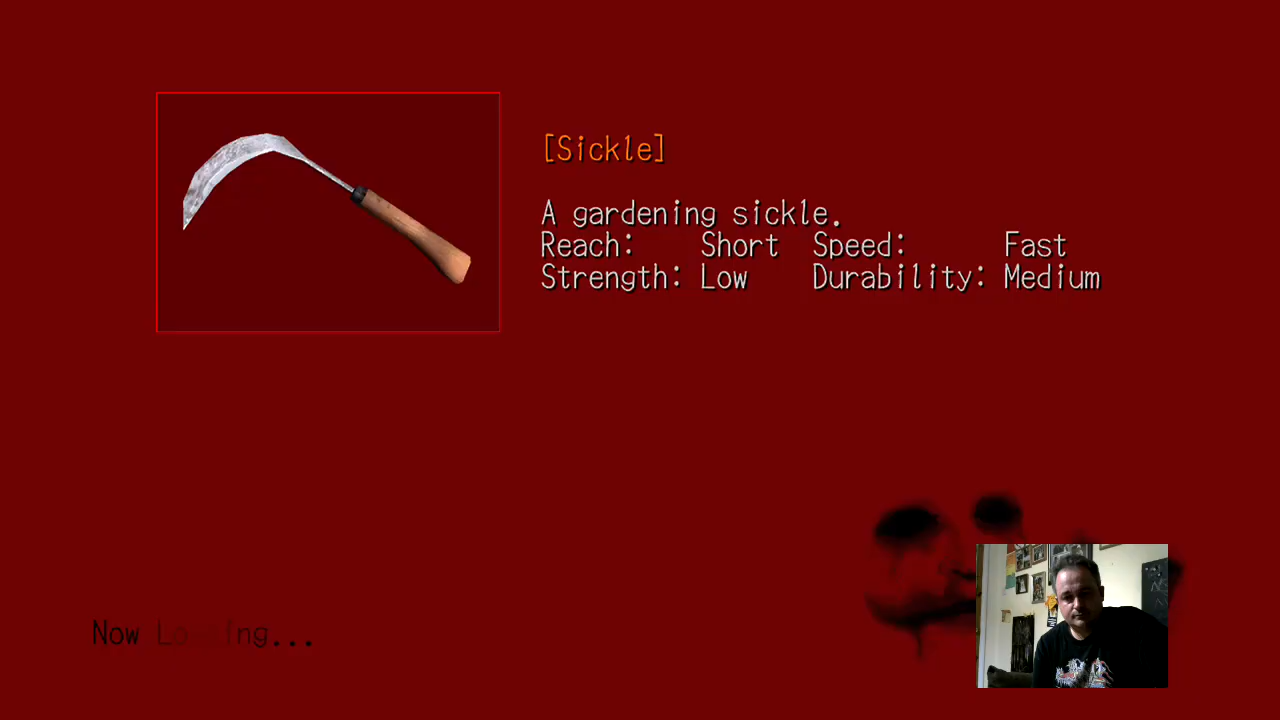 [Sickle]
A gardening sickle.
Reach: Short Speed: Fast
Strength: Low Durability: Medium
Now Loading...